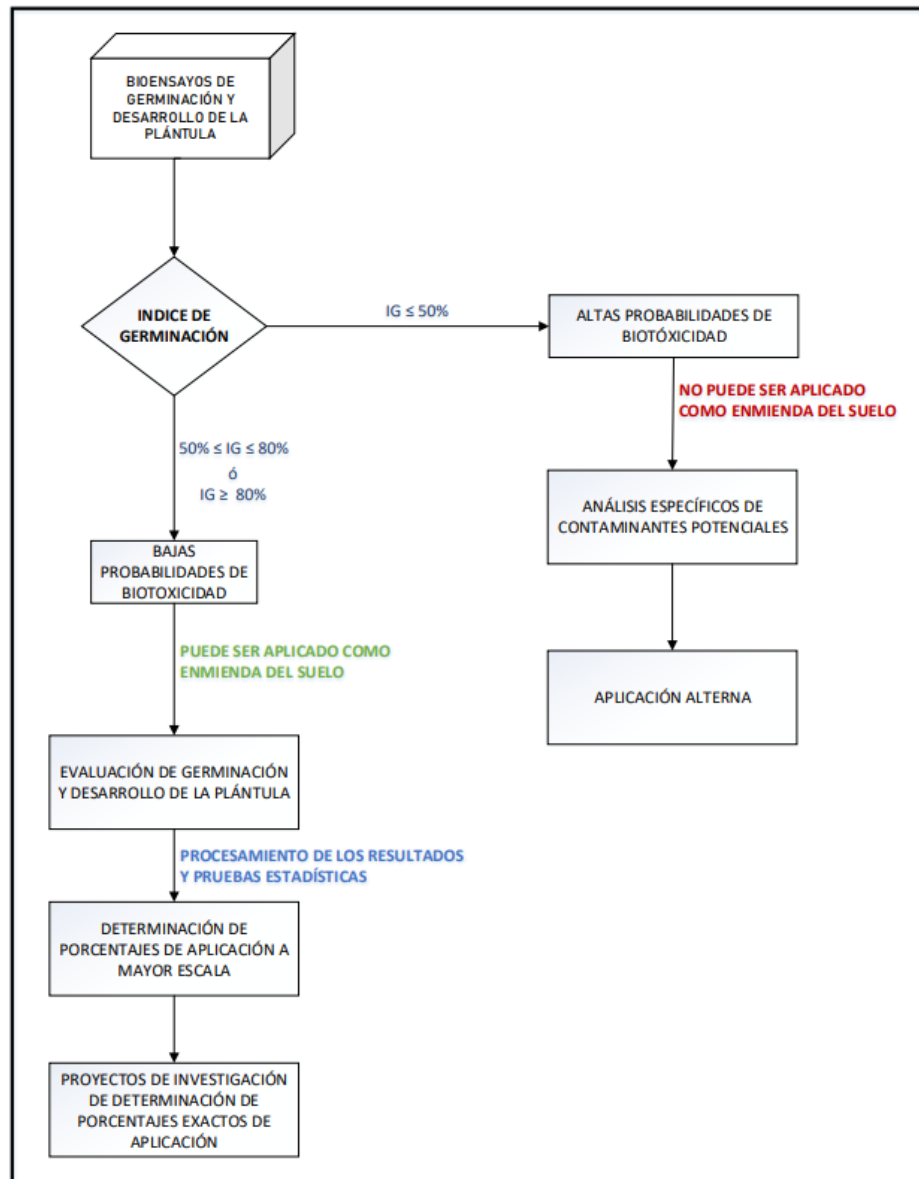 BIOENSAYOS DE
GERMINACIÓN Y
DESARROLLO DE LA
PLÁNTULA
INDICE DE
GERMINACIÓN
IG ≤ 50%
ALTAS PROBABILIDADES DE
BIOTÓXICIDAD
NO PUEDE SER APLICADO
COMO ENMIENDA DEL SUELO
ANÁLISIS ESPECÍFICOS DE
CONTAMINANTES POTENCIALES
APLICACIÓN ALTERNA
50% ≤ IG ≤ 80%
ó
IG ≥ 80%
BAJAS
PROBABILIDADES DE
BIOTOXICIDAD
PUEDE SER APLICADO COMO
ENMIENDA DEL SUELO
EVALUACIÓN DE GERMINACIÓN
Y DESARROLLO DE LA PLÁNTULA
PROCESAMIENTO DE LOS RESULTADOS
Y PRUEBAS ESTADÍSTICAS
DETERMINACIÓN DE
PORCENTAJES DE APLICACIÓN A
MAYOR ESCALA
PROYECTOS DE INVESTIGACIÓN
DE DETERMINACIÓN DE
PORCENTAJES EXACTOS DE
APLICACIÓN